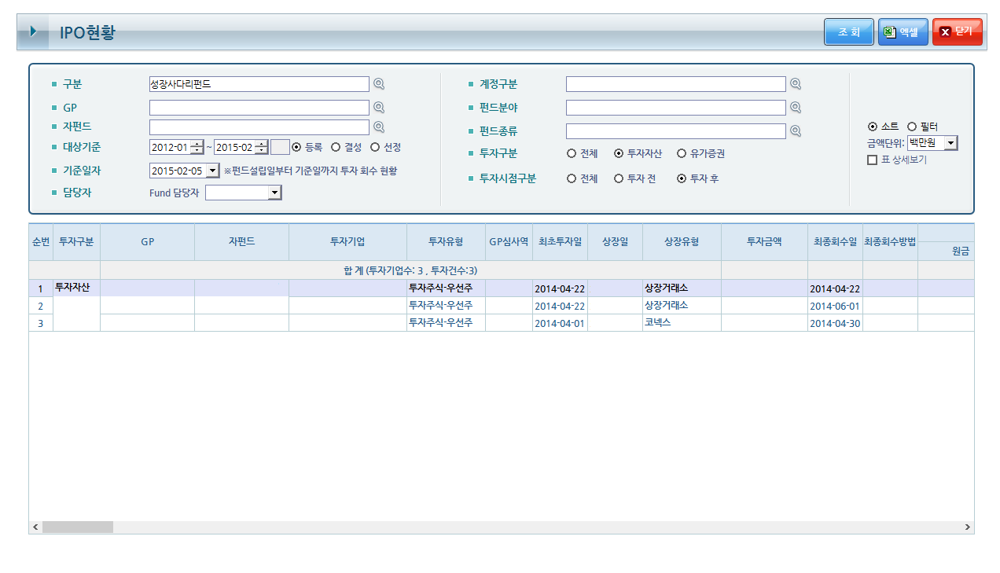 IPO현황
조 회 엑셀 닫기
구분 성장사다리펀드 계정구분
GP 펀드분야
자펀드 펀드종류 소트 필터
대상기준 2012-01 ~ 2015-02 등록 결성 선정 투자구분 전체 투자자산 유가증권 금액단위: 백만원
기준일자 2015-02-05 ※펀드설립일부터 기준일까지 투자 회수 현황 표 상세보기
담당자 Fund 담당자 투자시점구분 전체 투자 전 투자 후
순번 투자구분 GP 자펀드 투자기업 투자유형 GP심사역 최초투자일 상장일 상장유형 투자금액 최종회수일 최종회수방법 원금
합 계 (투자기업수: 3 , 투자건수:3)
1 투자자산 투자주식-우선주 2014-04-22 상장거래소 2014-04-22
2 투자주식-우선주 2014-04-22 상장거래소 2014-06-01
3 투자주식-우선주 2014-04-01 코넥스 2014-04-30